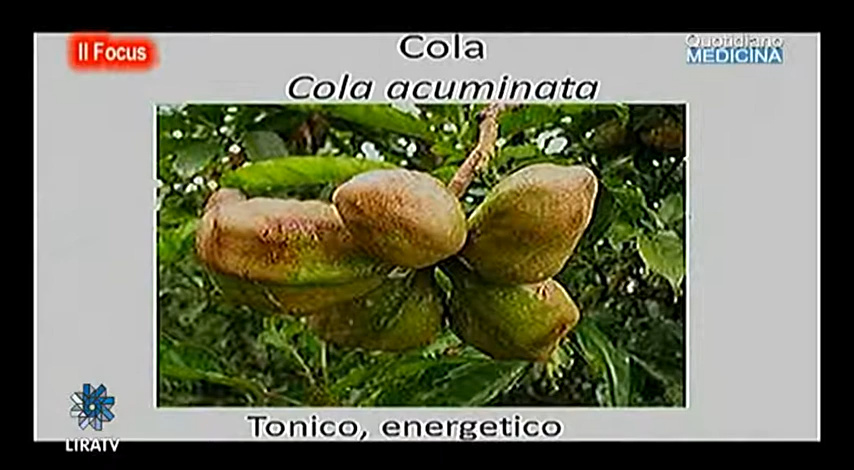 Il Focus
Cola
Quotidiano
MEDICINA
Cola acuminata
Tonico, energetico
LIRATV